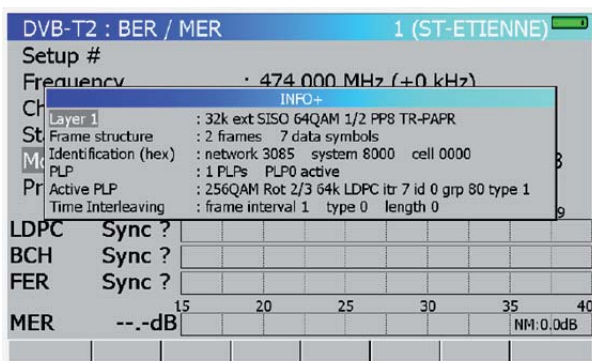 DVB-T2 : BER / MER 1 (ST-ETIENNE)
Setup #
Frequency : 474.000 MHz (+0 kHz)
INFO+
Layer 1 : 32k ext SISO 64QAM 1/2 PP8 TR-PAPR
Frame structure : 2 frames 7 data symbols
Identification (hex) : network 3085 system 8000 cell 0000
PLP : 1 PLPs PLP0 active
Active PLP : 256QAM Rot 2/3 64k LDPC itr 7 id 0 grp 80 type 1
Time Interleaving : frame interval 1 type 0 length 0
LDPC Sync ?
BCH Sync ?
FER Sync ?
15 20 25 30 35 40
MER --.-dB NM:0.0dB